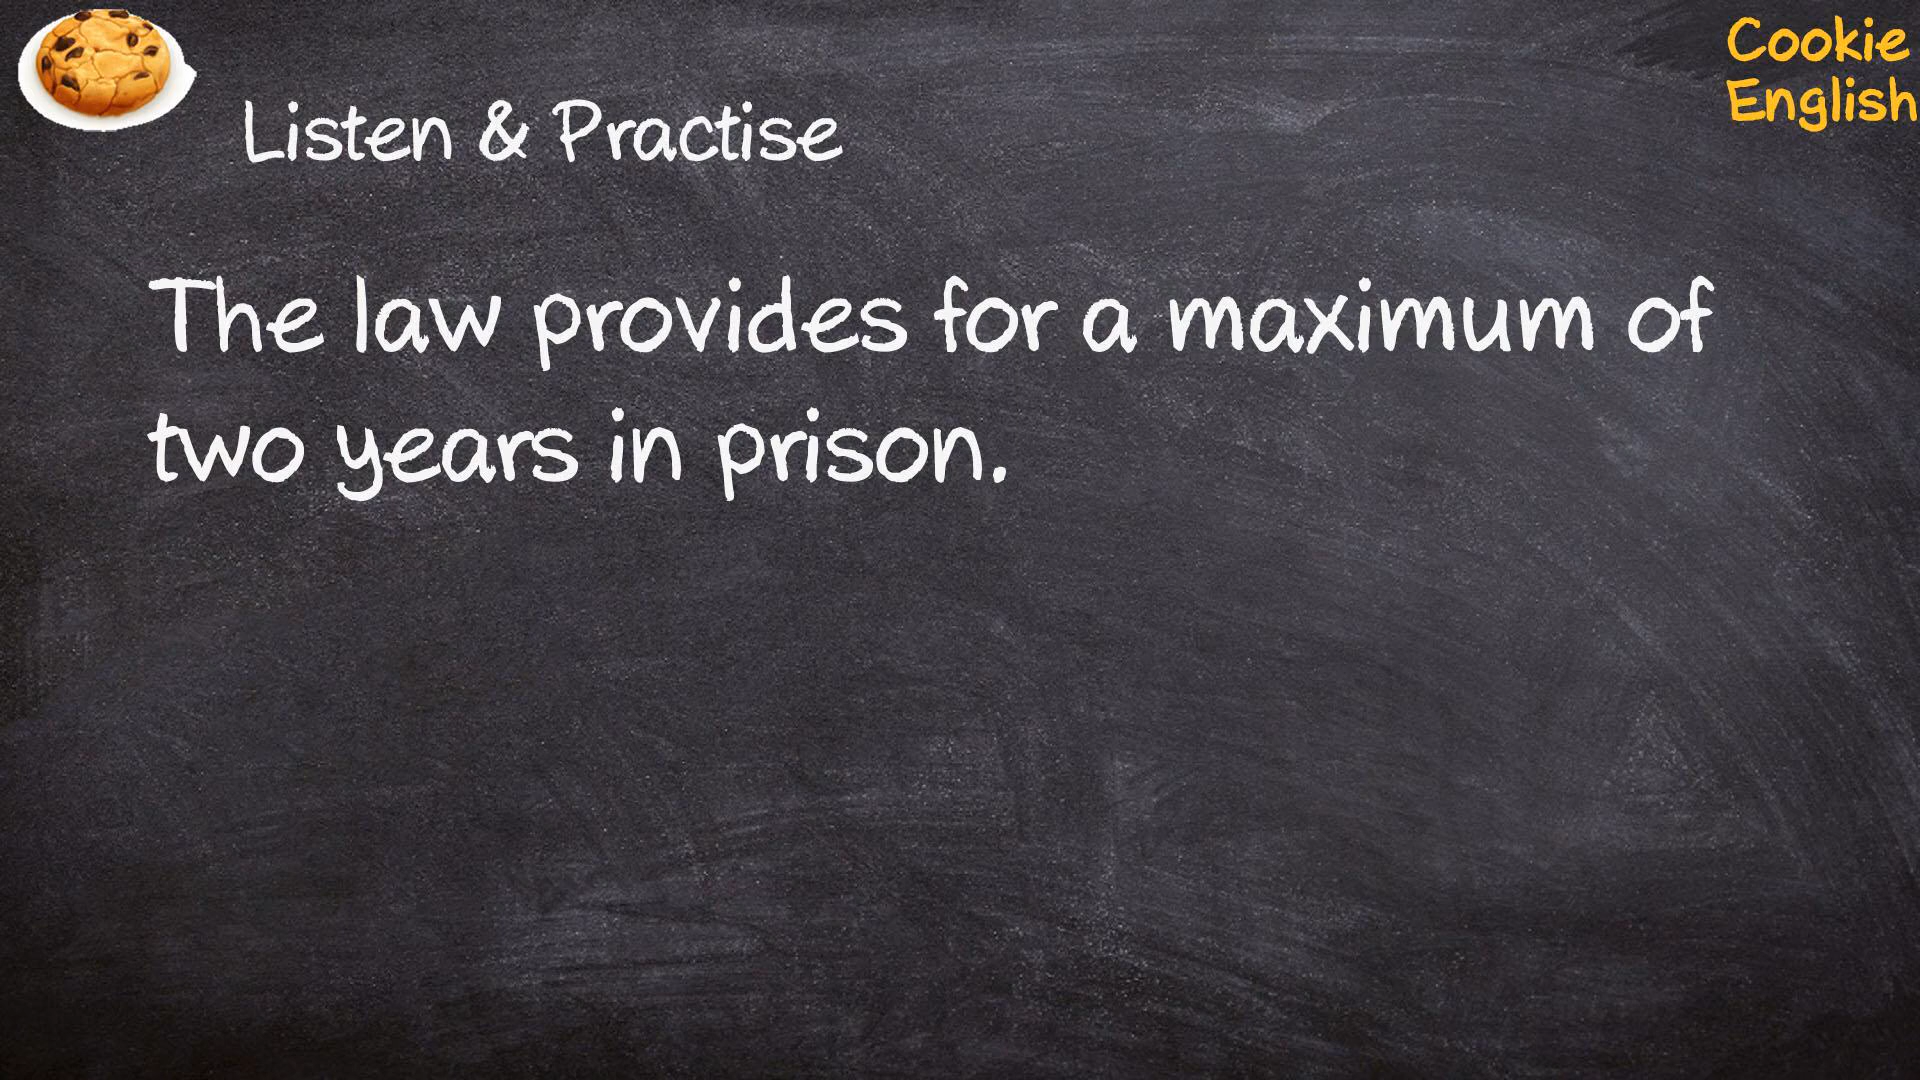 Cookie
English
Listen & Practise
The law provides for a maximum of
two years in prison.